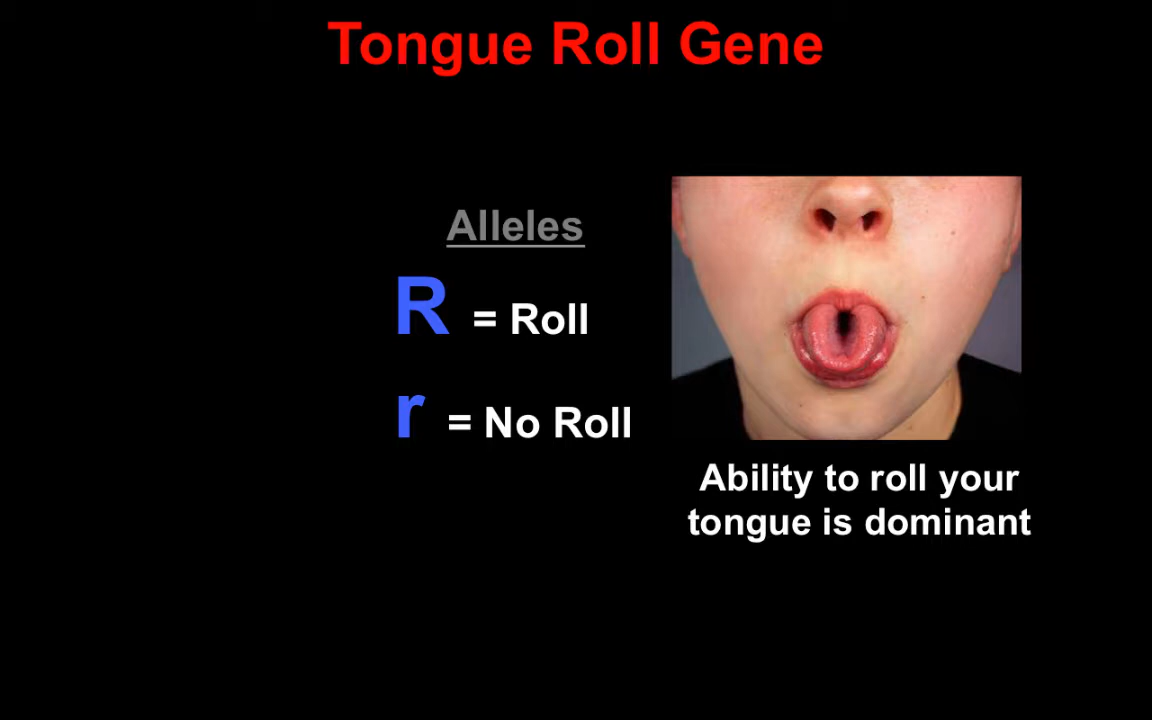 Tongue Roll Gene
Alleles
R = Roll
r = No Roll
Ability to roll your
tongue is dominant